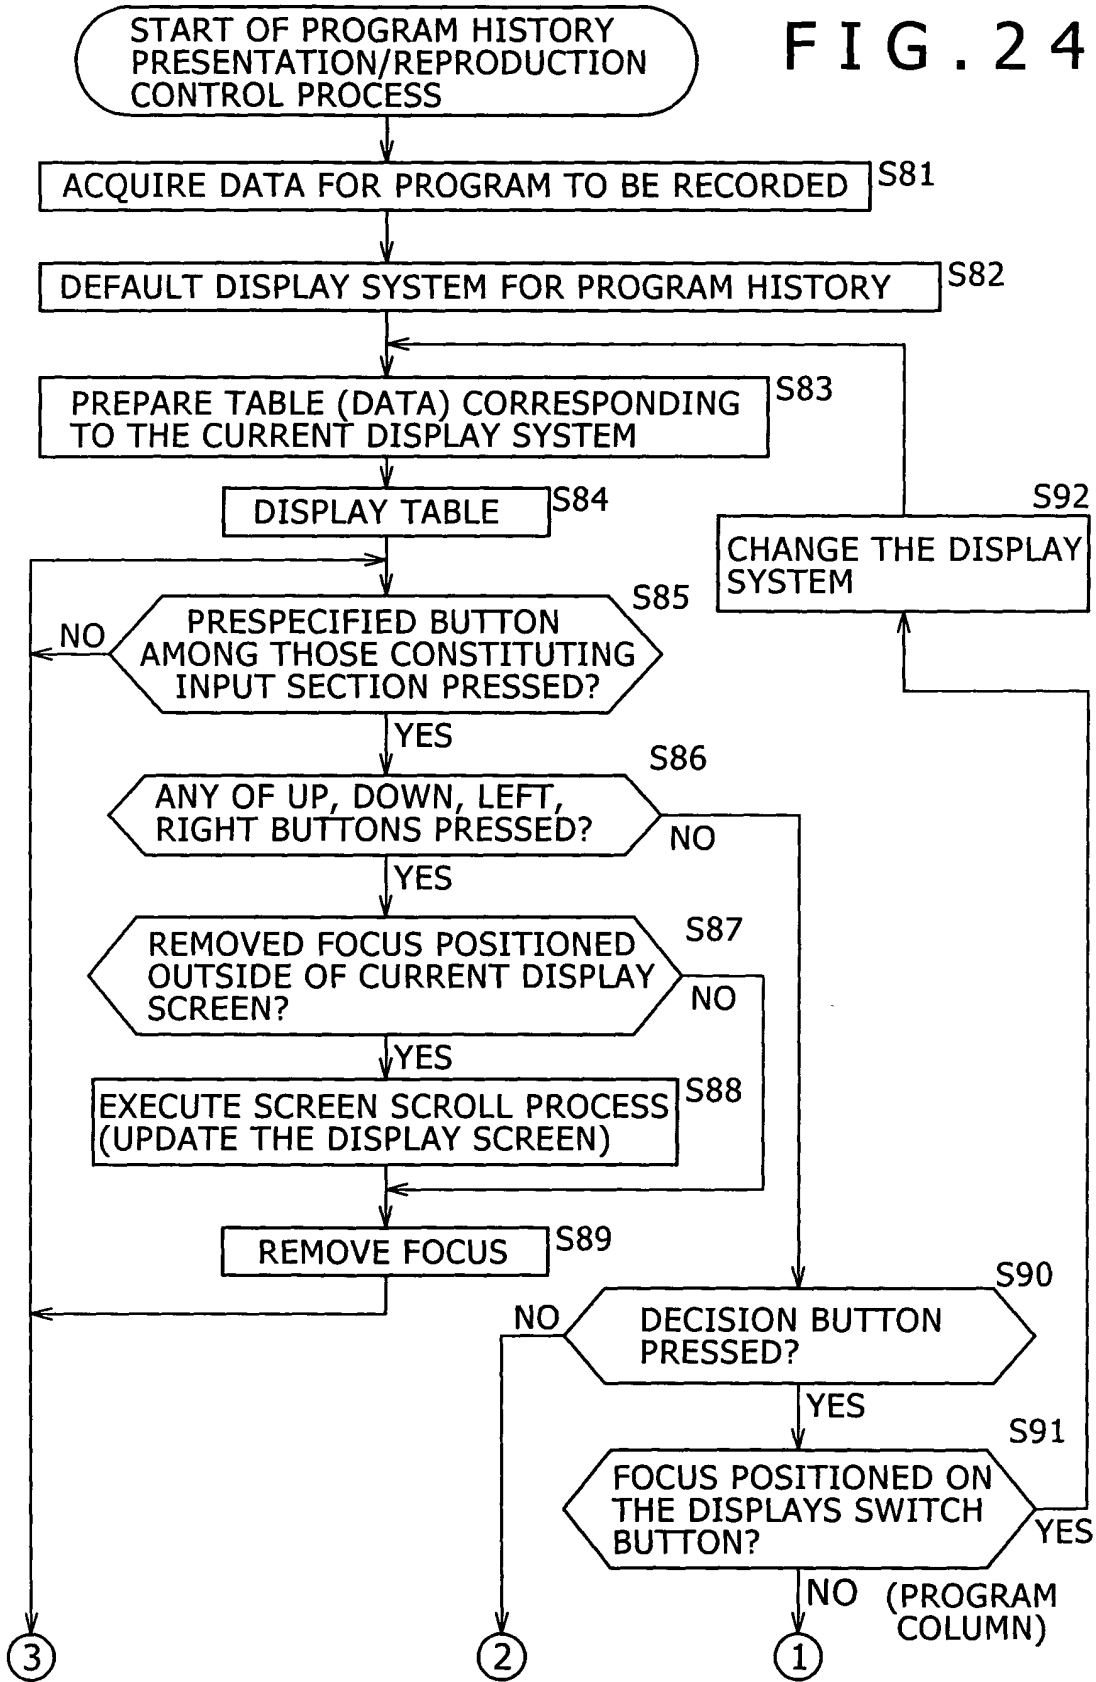 START OF PROGRAM HISTORY
PRESENTATION/REPRODUCTION
CONTROL PROCESS
FIG.24
ACQUIRE DATA FOR PROGRAM TO BE RECORDED
S81
DEFAULT DISPLAY SYSTEM FOR PROGRAM HISTORY
S82
PREPARE TABLE (DATA) CORRESPONDING
TO THE CURRENT DISPLAY SYSTEM
S83
DISPLAY TABLE
S84
S92
CHANGE THE DISPLAY
SYSTEM
S85
PRESPECIFIED BUTTON
AMONG THOSE CONSTITUTING
INPUT SECTION PRESSED?
NO
YES
S86
ANY OF UP, DOWN, LEFT,
RIGHT BUTTONS PRESSED?
NO
YES
S87
REMOVED FOCUS POSITIONED
OUTSIDE OF CURRENT DISPLAY
SCREEN?
NO
YES
S88
EXECUTE SCREEN SCROLL PROCESS
(UPDATE THE DISPLAY SCREEN)
REMOVE FOCUS
S89
S90
DECISION BUTTON
PRESSED?
NO
YES
S91
FOCUS POSITIONED ON
THE DISPLAYS SWITCH
BUTTON?
YES
NO (PROGRAM
COLUMN)
3
2
1